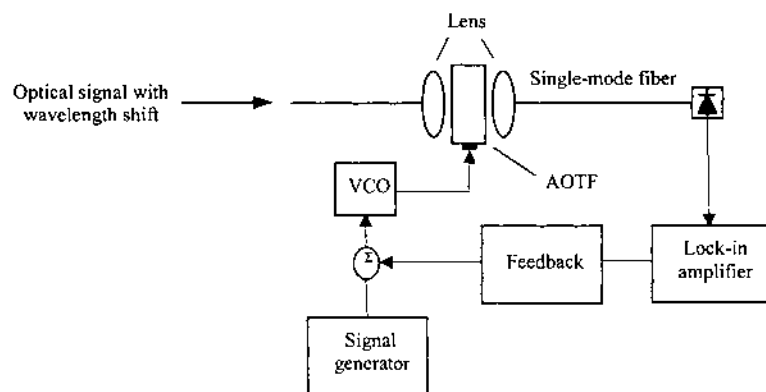 Lens
Optical signal with
wavelength shift
Single-mode fiber
AOTF
VCO
Σ
Feedback
Lock-in
amplifier
Signal
generator